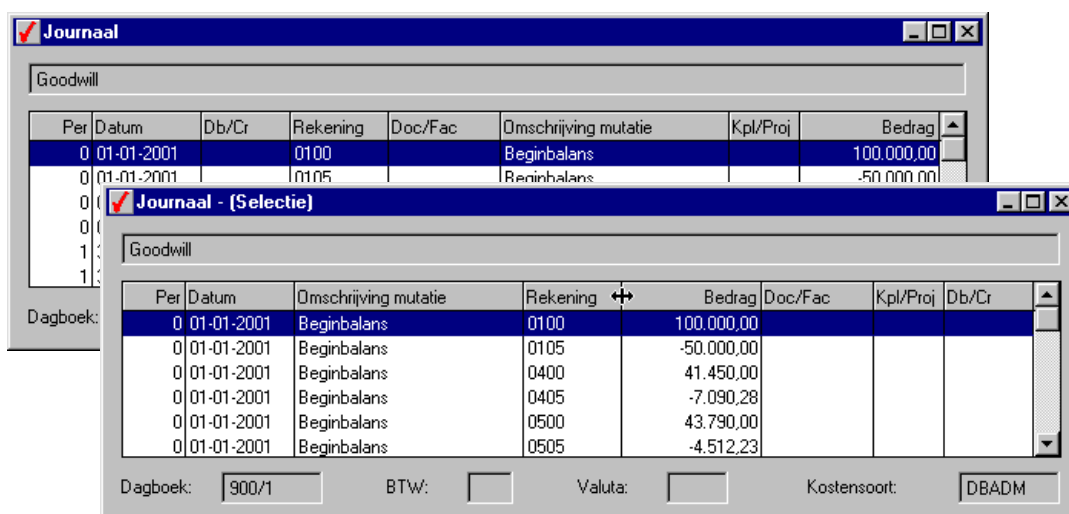 Journaal
Goodwill
Per Datum Db/Cr Rekening Doc/Fac Omschrijving mutatie Kpl/Proj Bedrag
0 01-01-2001 0100 Beginbalans 100.000,00
0 01-01-2001 0105 Beginbalans -50.000,00
0
0
1
1
Dagboek:
Journaal - (Selectie)
Goodwill
Per Datum Omschrijving mutatie Rekening Bedrag Doc/Fac Kpl/Proj Db/Cr
0 01-01-2001 Beginbalans 0100 100.000,00
0 01-01-2001 Beginbalans 0105 -50.000,00
0 01-01-2001 Beginbalans 0400 41.450,00
0 01-01-2001 Beginbalans 0405 -7.090,28
0 01-01-2001 Beginbalans 0500 43.790,00
0 01-01-2001 Beginbalans 0505 -4.512,23
Dagboek: 900/1 BTW: Valuta: Kostensoort: DBADM